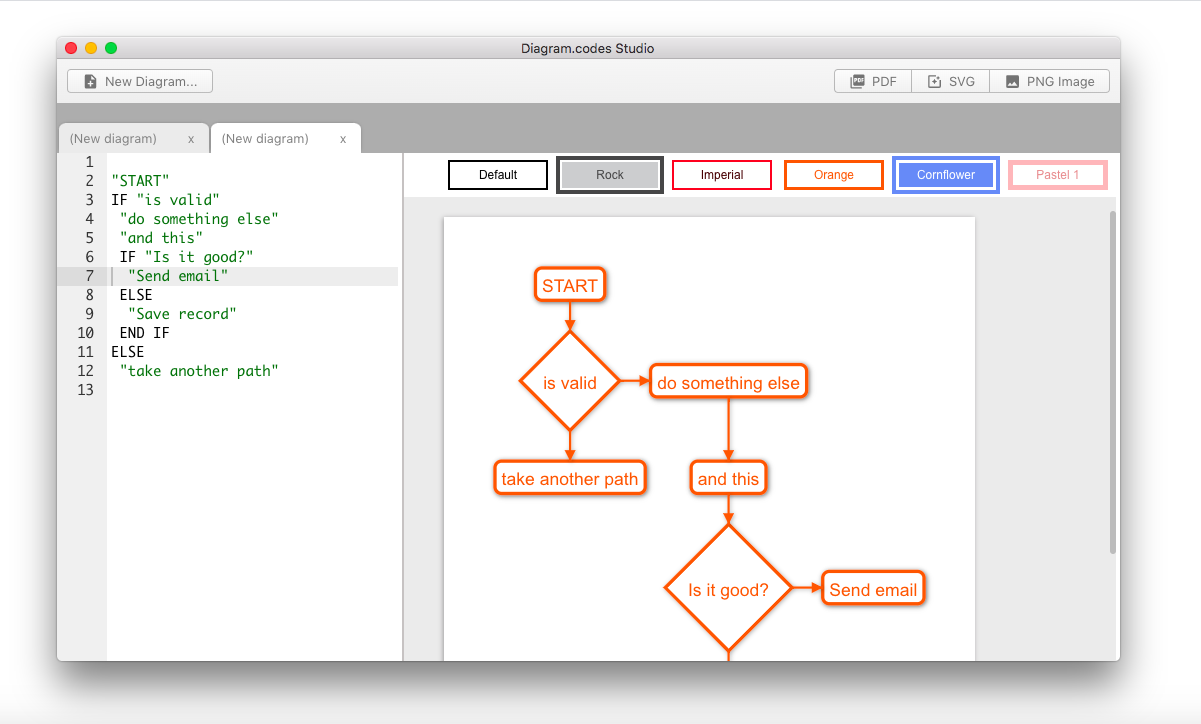 Diagram.codes Studio
New Diagram...
PDF PDF
SVG
PNG Image
(New diagram) x
(New diagram) x
1
2 "START"
3 IF "is valid"
4 "do something else"
5 "and this"
6 IF "Is it good?"
7 "Send email"
8 ELSE
9 "Save record"
10 END IF
11 ELSE
12 "take another path"
13
Default Rock Imperial Orange Cornflower Pastel 1
START
is valid
do something else
take another path
and this
Is it good?
Send email